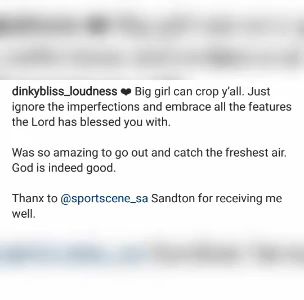 dinkybliss_loudness ❤ Big girl can crop y'all. Just
ignore the imperfections and embrace all the features
the Lord has blessed you with.
Was so amazing to go out and catch the freshest air.
God is indeed good.
Thanx to @sportscene_sa Sandton for receiving me
well.